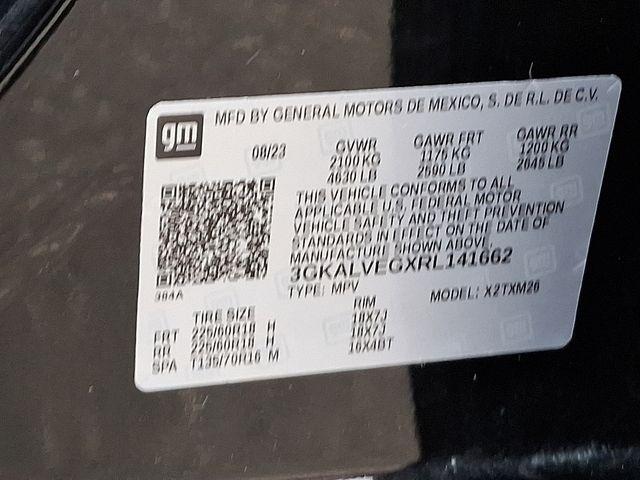 gm
MFD BY GENERAL MOTORS DE MEXICO, S. DE R.L. DE C.V.
08/23 GVWR GAWR FRT GAWR RR
2100 KG 1175 KG 1200 KG
4630 LB 2590 LB 2645 LB
THIS VEHICLE CONFORMS TO ALL
APPLICABLE U.S. FEDERAL MOTOR
VEHICLE SAFETY AND THEFT PREVENTION
STANDARDS IN EFFECT ON THE DATE OF
MANUFACTURE SHOWN ABOVE.
3GKALVEGXRL141662
384A
TYPE: MPV MODEL: X2TXM26
TIRE SIZE RIM
FRT 225/60R18 H 18X7J
RR 225/60R18 H 18X7J
SPA T135/70R16 M 16X4BT